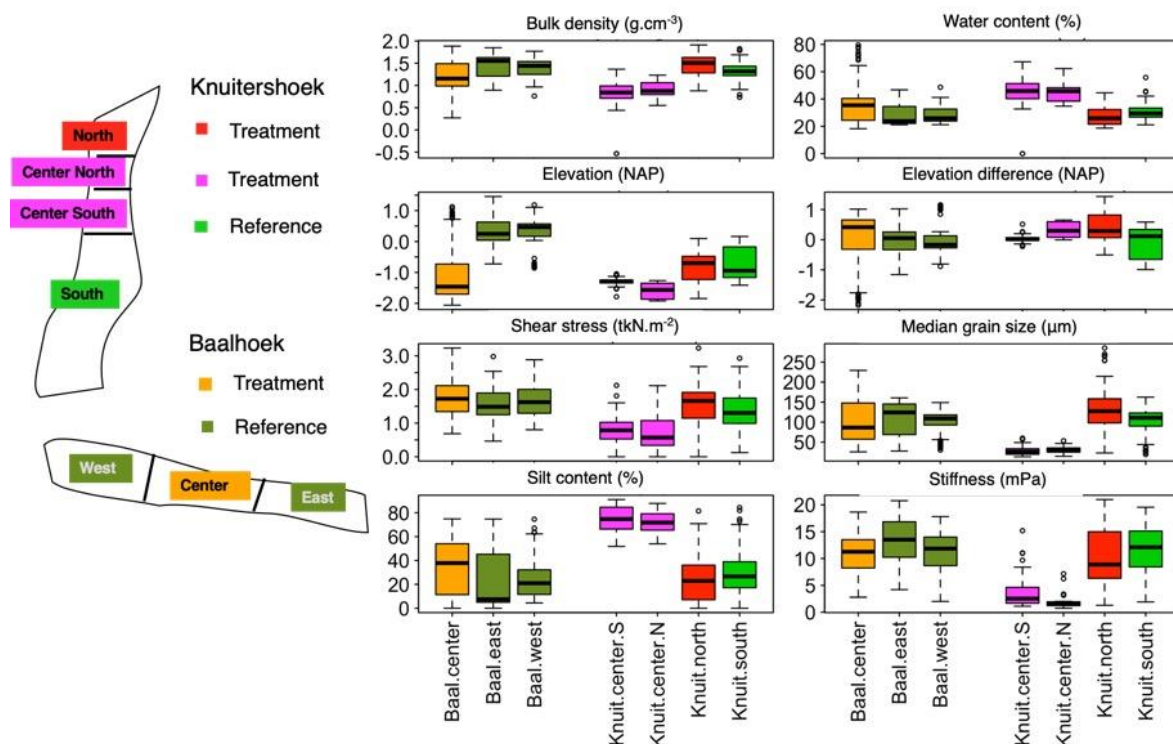 Knuitershoek
North
Treatment
Center North
Treatment
Center South
Reference
South
Baalhoek
Treatment
Reference
West
Center
East
Bulk density (g.cm-³)
2.0
1.5
1.0
0.5
0.0
-0.5
Water content (%)
80
60
40
20
0
Elevation (NAP)
1.0
0.0
-1.0
-2.0
Elevation difference (NAP)
1
0
-1
-2
Shear stress (tkN.m-²)
3.0
2.0
1.0
0.0
Median grain size (µm)
250
200
150
100
50
Silt content (%)
80
60
40
20
0
Stiffness (mPa)
20
15
10
5
0
Baal.center
Baal.east
Baal.west
Knuit.center.S
Knuit.center.N
Knuit.north
Knuit.south
Baal.center
Baal.east
Baal.west
Knuit.center.S
Knuit.center.N
Knuit.north
Knuit.south